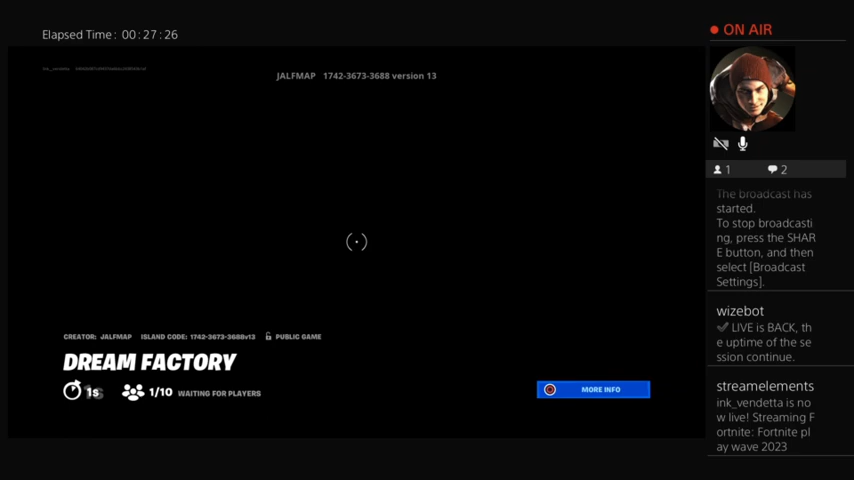 Elapsed Time: 00:27:26
ON AIR
JALFMAP 1742-3673-3688 version 13
1 2
The broadcast has
started.
To stop broadcasti
ng, press the SHAR
E button, and then
select [Broadcast
Settings].
wizebot
✓ LIVE is BACK, th
e uptime of the se
ssion continue.
streamelements
ink_vendetta is no
w live! Streaming F
ortnite: Fortnite pl
ay wave 2023
CREATOR: JALFMAP ISLAND CODE: 1742-3673-3688v13 PUBLIC GAME
DREAM FACTORY
1s 1/10 WAITING FOR PLAYERS
MORE INFO